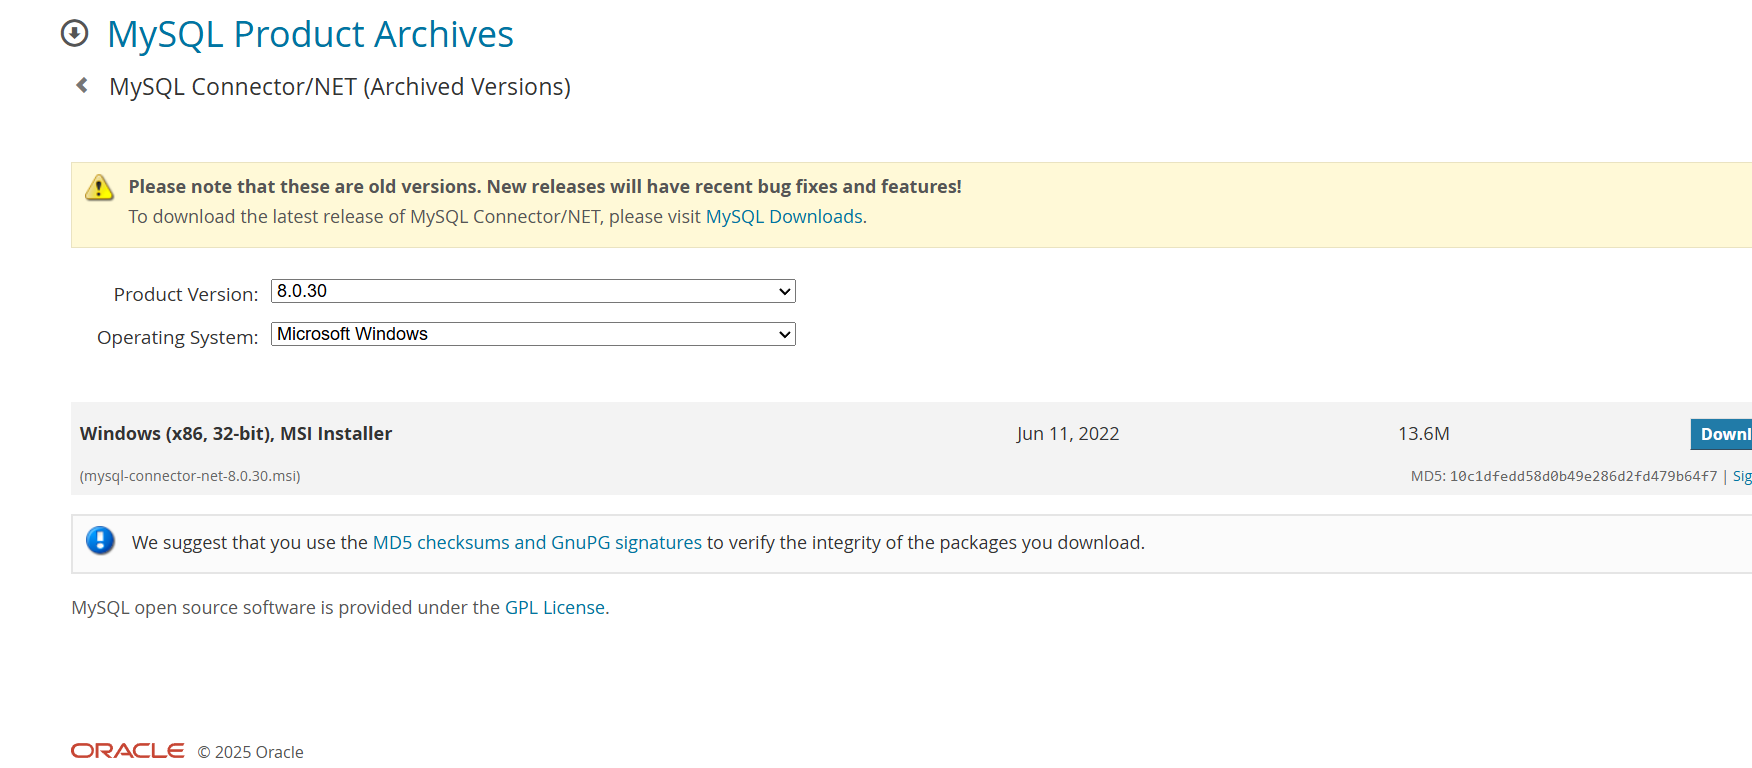 MySQL Product Archives
MySQL Connector/NET (Archived Versions)
Please note that these are old versions. New releases will have recent bug fixes and features!
To download the latest release of MySQL Connector/NET, please visit MySQL Downloads.
Product Version: 8.0.30
Operating System: Microsoft Windows
Windows (x86, 32-bit), MSI Installer Jun 11, 2022 13.6M Downl
(mysql-connector-net-8.0.30.msi) MD5: 10c1dfedd58d0b49e286d2fd479b64f7 | Sig
We suggest that you use the MD5 checksums and GnuPG signatures to verify the integrity of the packages you download.
MySQL open source software is provided under the GPL License.
ORACLE © 2025 Oracle